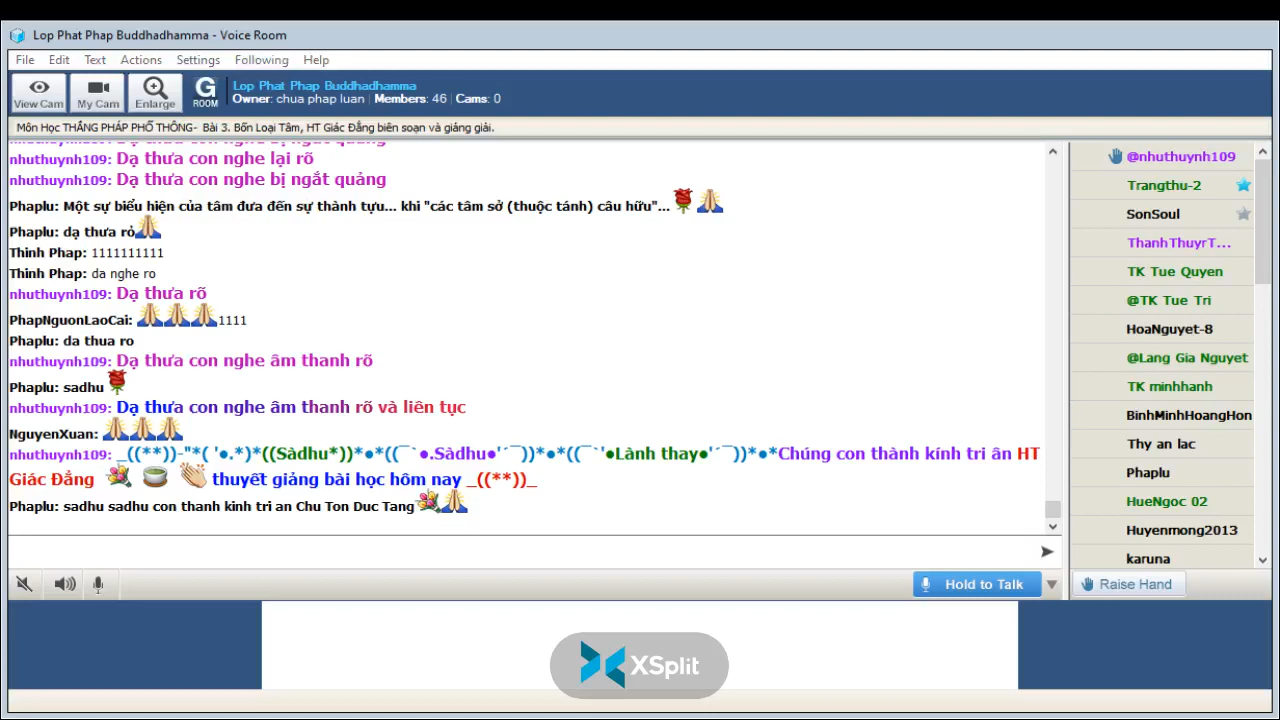 Lop Phat Phap Buddhadhamma - Voice Room
File Edit Text Actions Settings Following Help
View Cam My Cam Enlarge G ROOM
Lop Phat Phap Buddhadhamma
Owner: chua phap luan | Members: 46 | Cams: 0
Môn Học THẮNG PHÁP PHỔ THÔNG- Bài 3. Bốn Loại Tâm, HT Giác Đẳng biên soạn và giảng giải.
nhuthuynh109: Dạ thưa con nghe bị ngắt quảng
nhuthuynh109: Dạ thưa con nghe lại rõ
nhuthuynh109: Dạ thưa con nghe bị ngắt quảng
Phaplu: Một sự biểu hiện của tâm đưa đến sự thành tựu... khi "các tâm sở (thuộc tánh) câu hữu"...
Phaplu: dạ thưa rỏ
Thinh Phap: 1111111111
Thinh Phap: da nghe ro
nhuthuynh109: Dạ thưa rõ
PhapNguonLaoCai: 1111
Phaplu: da thua ro
nhuthuynh109: Dạ thưa con nghe âm thanh rõ
Phaplu: sadhu
nhuthuynh109: Dạ thưa con nghe âm thanh rõ và liên tục
NguyenXuan:
nhuthuynh109: _((**))-"*( '●.*)*((Sàdhu*))*●*((¯`●.Sàdhu●'´¯))*●*((¯`'●Lành thay●'´¯))*●*Chúng con thành kính tri ân HT
Giác Đẳng thuyết giảng bài học hôm nay _((**))_
Phaplu: sadhu sadhu con thanh kinh tri an Chu Ton Duc Tang
@nhuthuynh109
Trangthu-2
SonSoul
ThanhThuyrT...
TK Tue Quyen
@TK Tue Tri
HoaNguyet-8
@Lang Gia Nguyet
TK minhhanh
BinhMinhHoangHon
Thy an lac
Phaplu
HueNgoc 02
Huyenmong2013
karuna
Hold to Talk
Raise Hand
XSplit